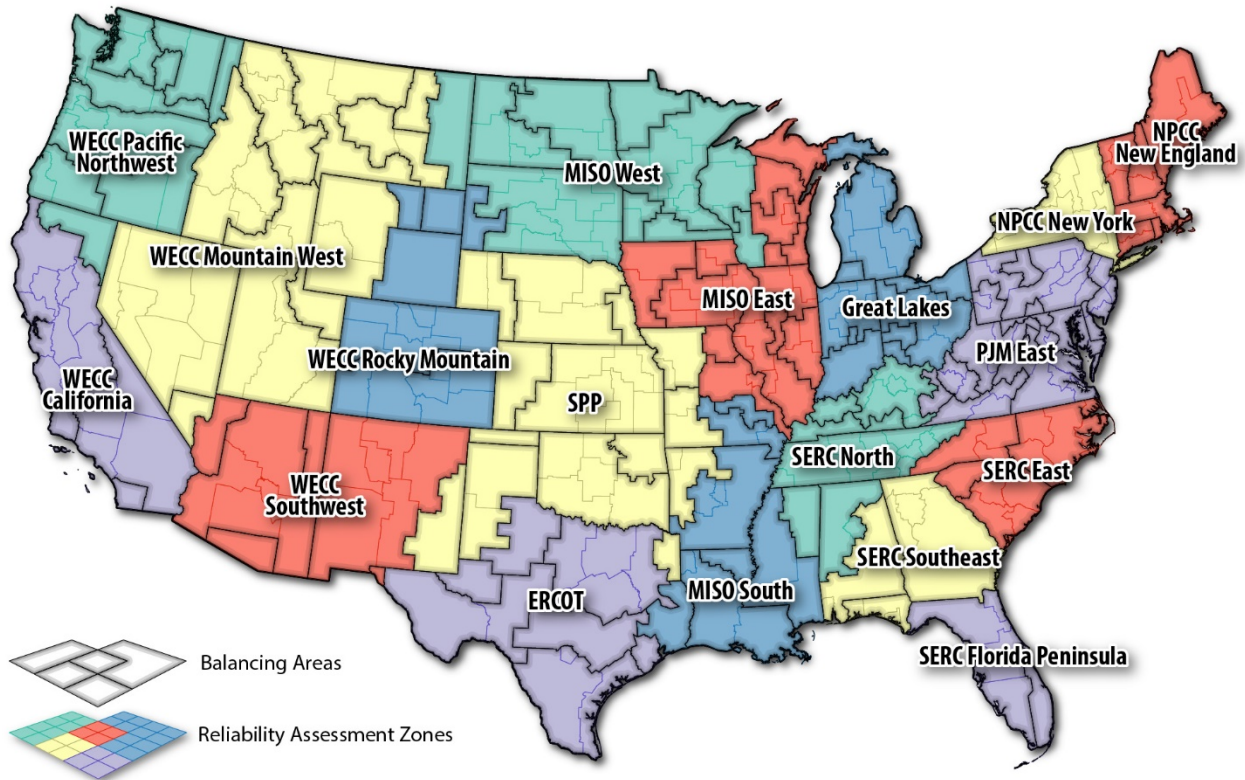 WECC Pacific
Northwest
MISO West
NPCC
New England
NPCC New York
WECC Mountain West
MISO East
Great Lakes
WECC Rocky Mountain
PJM East
WECC
California
SPP
SERC North
SERC East
WECC
Southwest
SERC Southeast
ERCOT
MISO South
SERC Florida Peninsula
Balancing Areas
Reliability Assessment Zones